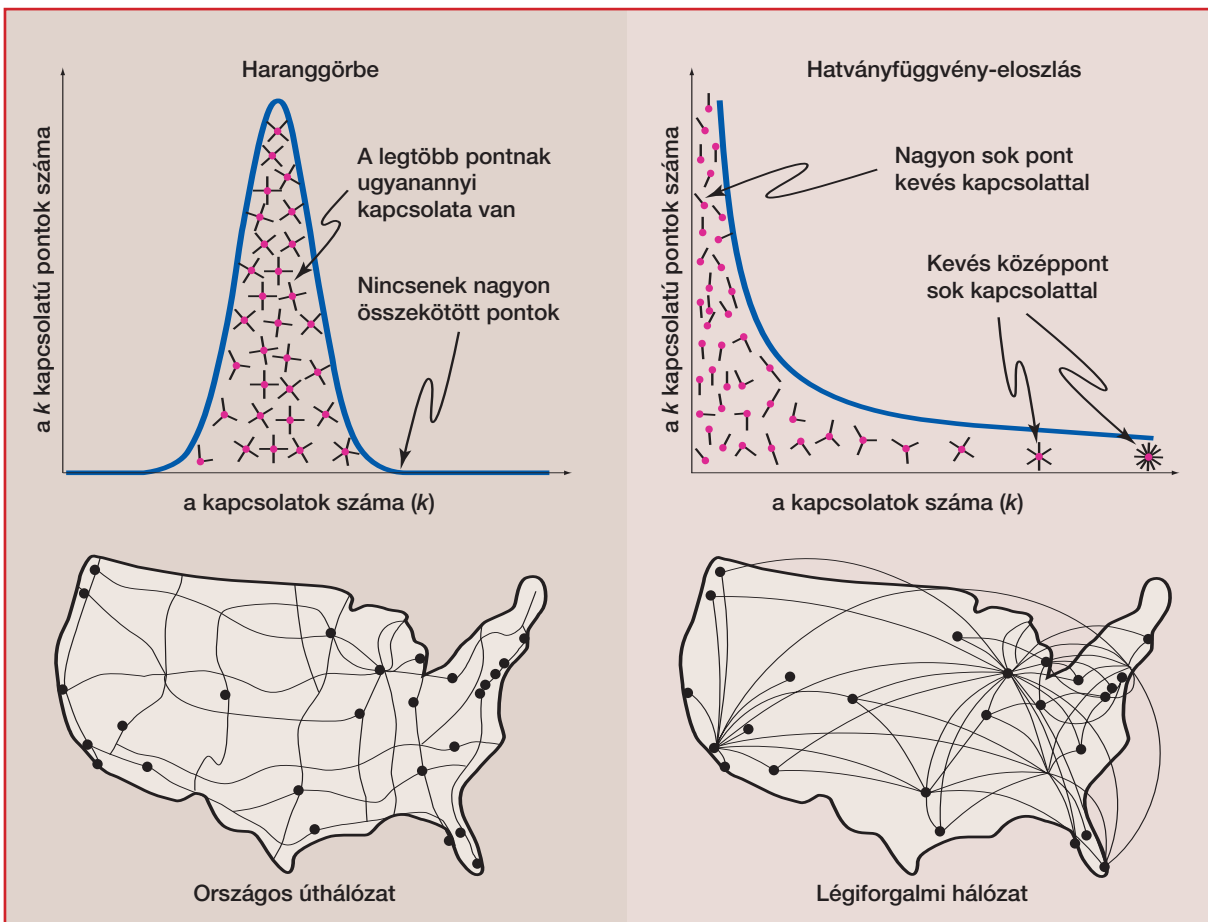 Haranggörbe
a k kapcsolatú pontok száma
A legtöbb pontnak
ugyanannyi
kapcsolata van
Nincsenek nagyon
összekötött pontok
a kapcsolatok száma (k)
Országos úthálózat
Hatványfüggvény-eloszlás
a k kapcsolatú pontok száma
Nagyon sok pont
kevés kapcsolattal
Kevés középpont
sok kapcsolattal
a kapcsolatok száma (k)
Légiforgalmi hálózat